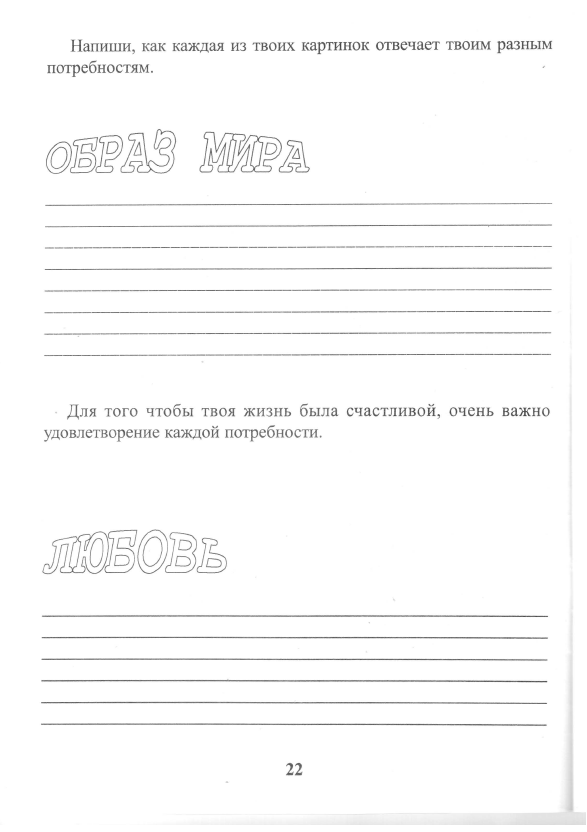 Напиши, как каждая из твоих картинок отвечает твоим разным
потребностям.
ОБРАЗ МИРА
Для того чтобы твоя жизнь была счастливой, очень важно
удовлетворение каждой потребности.
ЛЮБОВЬ
22